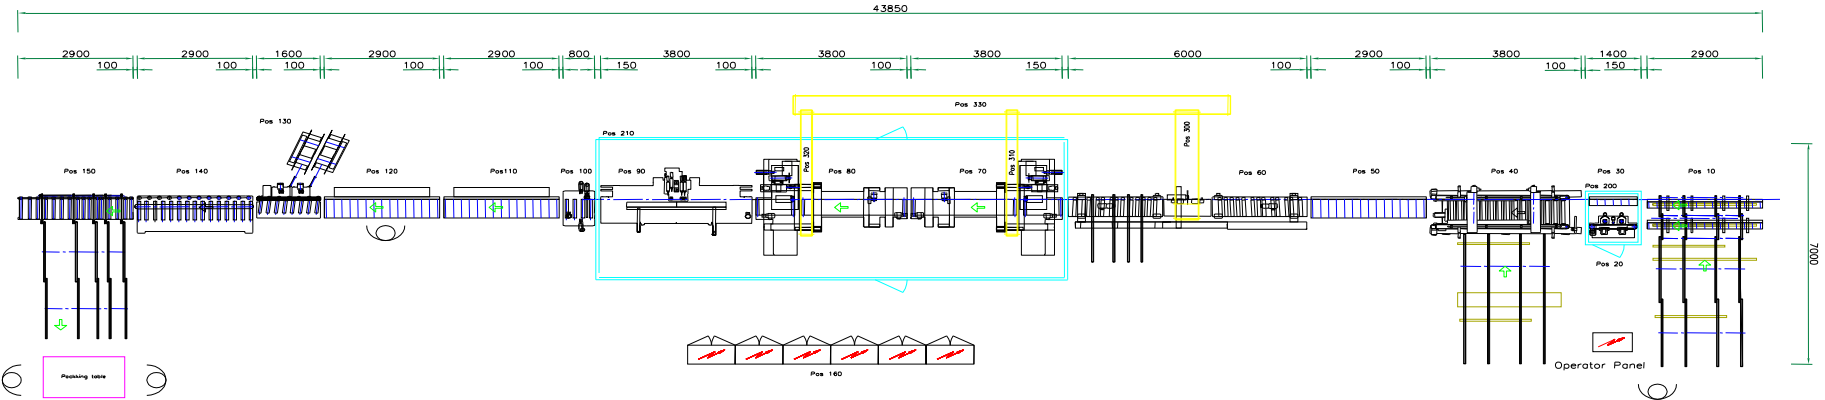 43850
2900 2900 1600 2900 2900 800 3800 3800 3800 6000 2900 3800 1400 2900
100 100 100 100 100 150 100 100 150 100 100 100 150
Pos 330
Pos 130
Pos 300
Pos 210
Pos 320
Pos 310
Pos 150 Pos 140 Pos 120 Pos110 Pos 100 Pos 90 Pos 80 Pos 70 Pos 60 Pos 50 Pos 40 Pos 30 Pos 10
Pos 200
7000
Pos 20
Operator Panel
Packking table
Pos 160